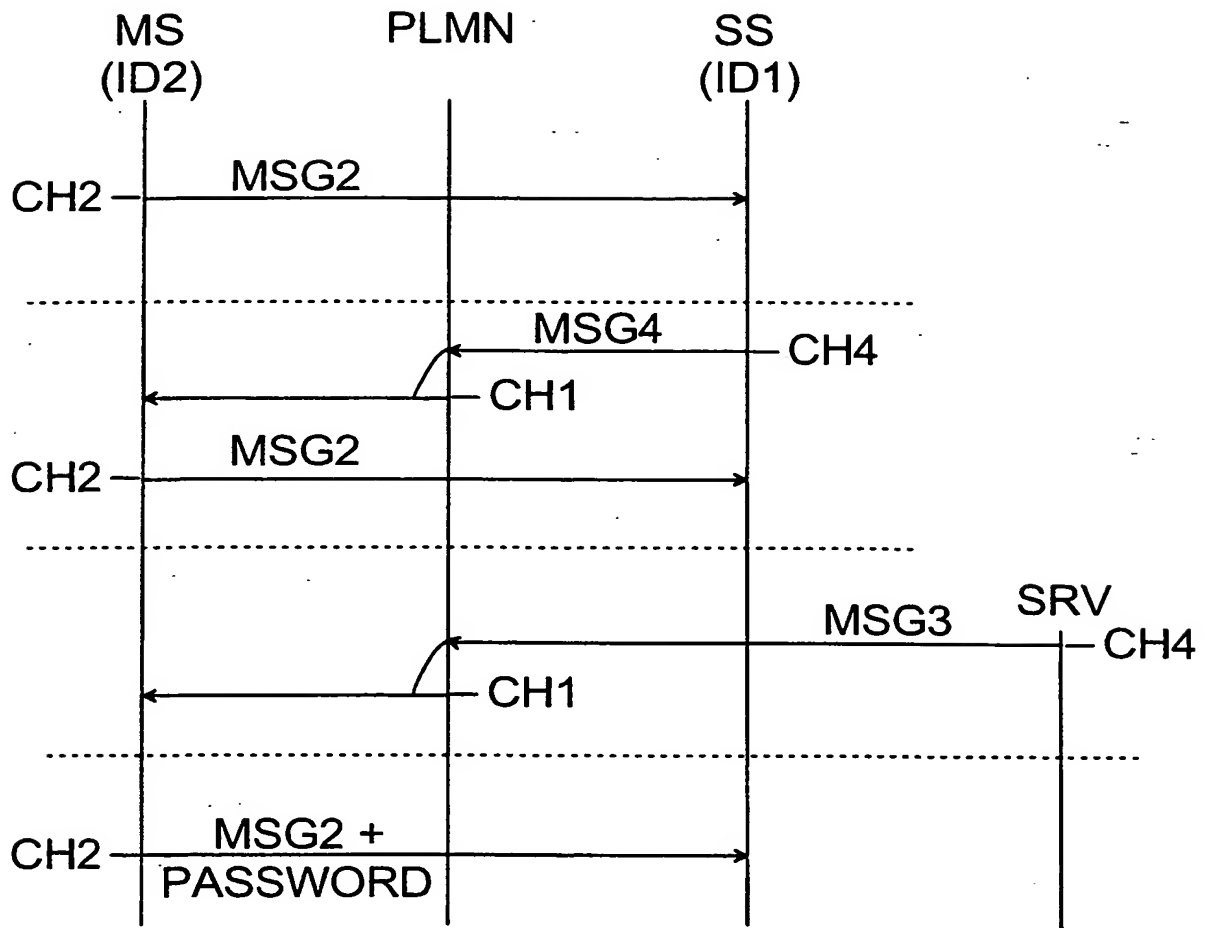 MS PLMN SS
(ID2) (ID1)
MSG2
CH2
MSG4
CH4
CH1
MSG2
CH2
SRV
MSG3
CH4
CH1
MSG2 +
CH2
PASSWORD